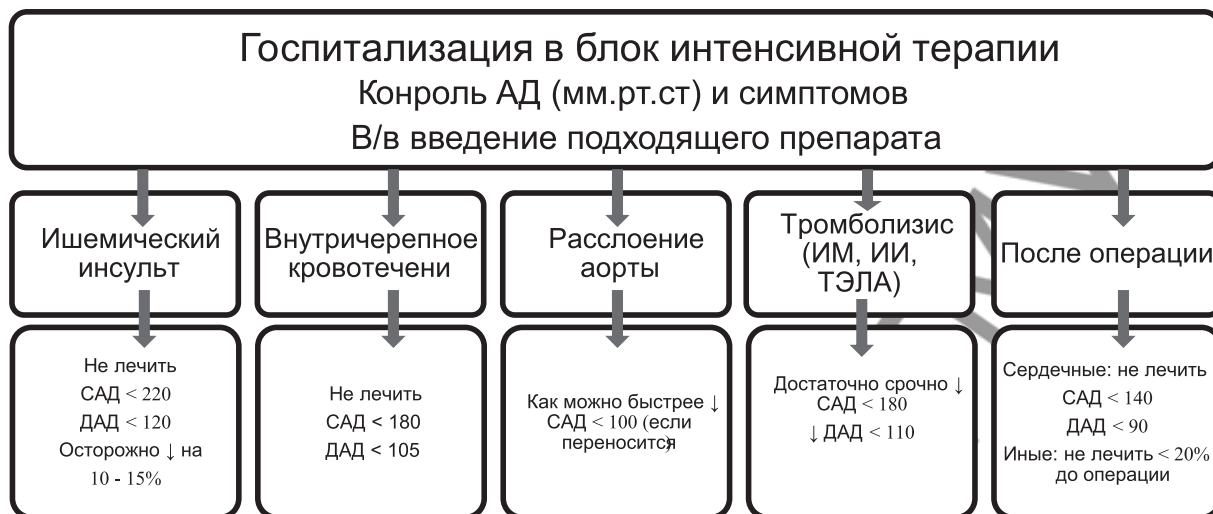 Госпитализация в блок интенсивной терапии
Конроль АД (мм.рт.ст) и симптомов
В/в введение подходящего препарата
Ишемический
инсульт
Внутричерепное
кровотечени
Расслоение
аорты
Тромболизис
(ИМ, ИИ,
ТЭЛА)
После операции
Не лечить
САД < 220
ДАД < 120
Осторожно ↓ на
10 - 15%
Не лечить
САД < 180
ДАД < 105
Как можно быстрее ↓
САД < 100 (если
переносится)
Достаточно срочно ↓
САД < 180
↓ ДАД < 110
Сердечные: не лечить
САД < 140
ДАД < 90
Иные: не лечить < 20%
до операции